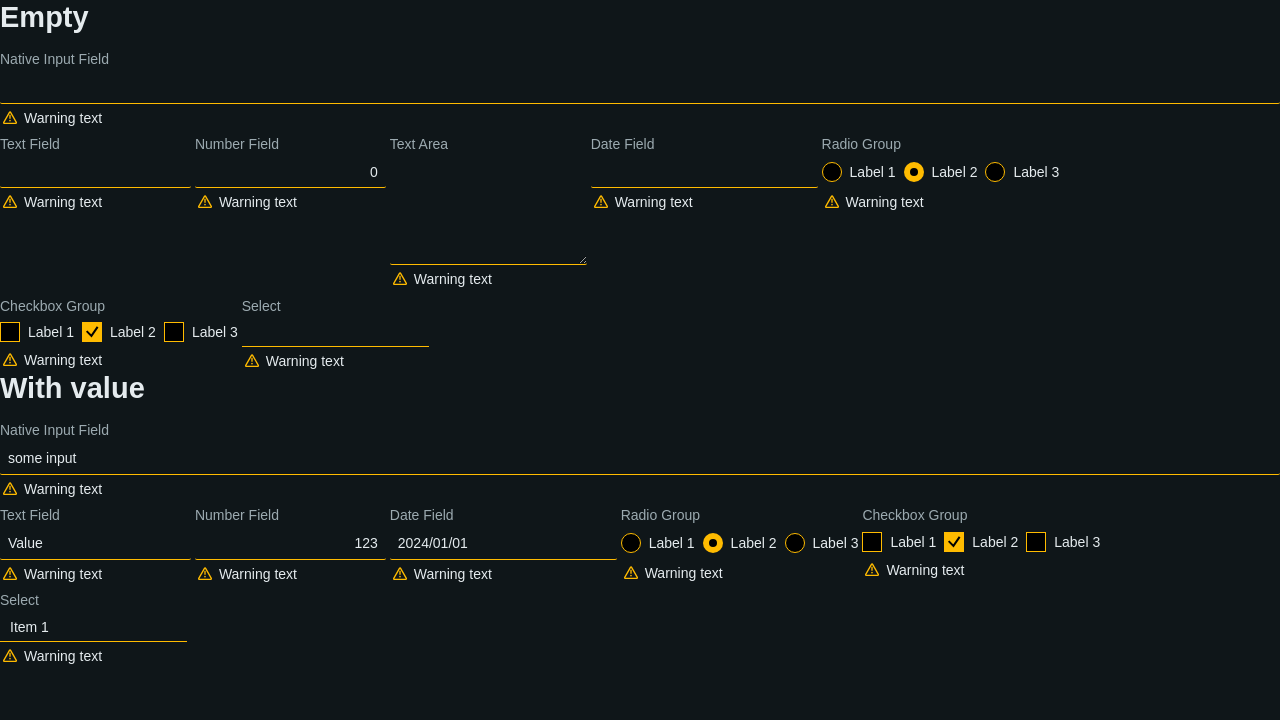 Empty
Native Input Field
Warning text
Text Field Number Field Text Area Date Field Radio Group
0 Label 1 Label 2 Label 3
Warning text Warning text Warning text Warning text
Warning text
Checkbox Group Select
Label 1 Label 2 Label 3
Warning text Warning text
With value
Native Input Field
some input
Warning text
Text Field Number Field Date Field Radio Group Checkbox Group
Value 123 2024/01/01 Label 1 Label 2 Label 3 Label 1 Label 2 Label 3
Warning text Warning text Warning text Warning text Warning text
Select
Item 1
Warning text